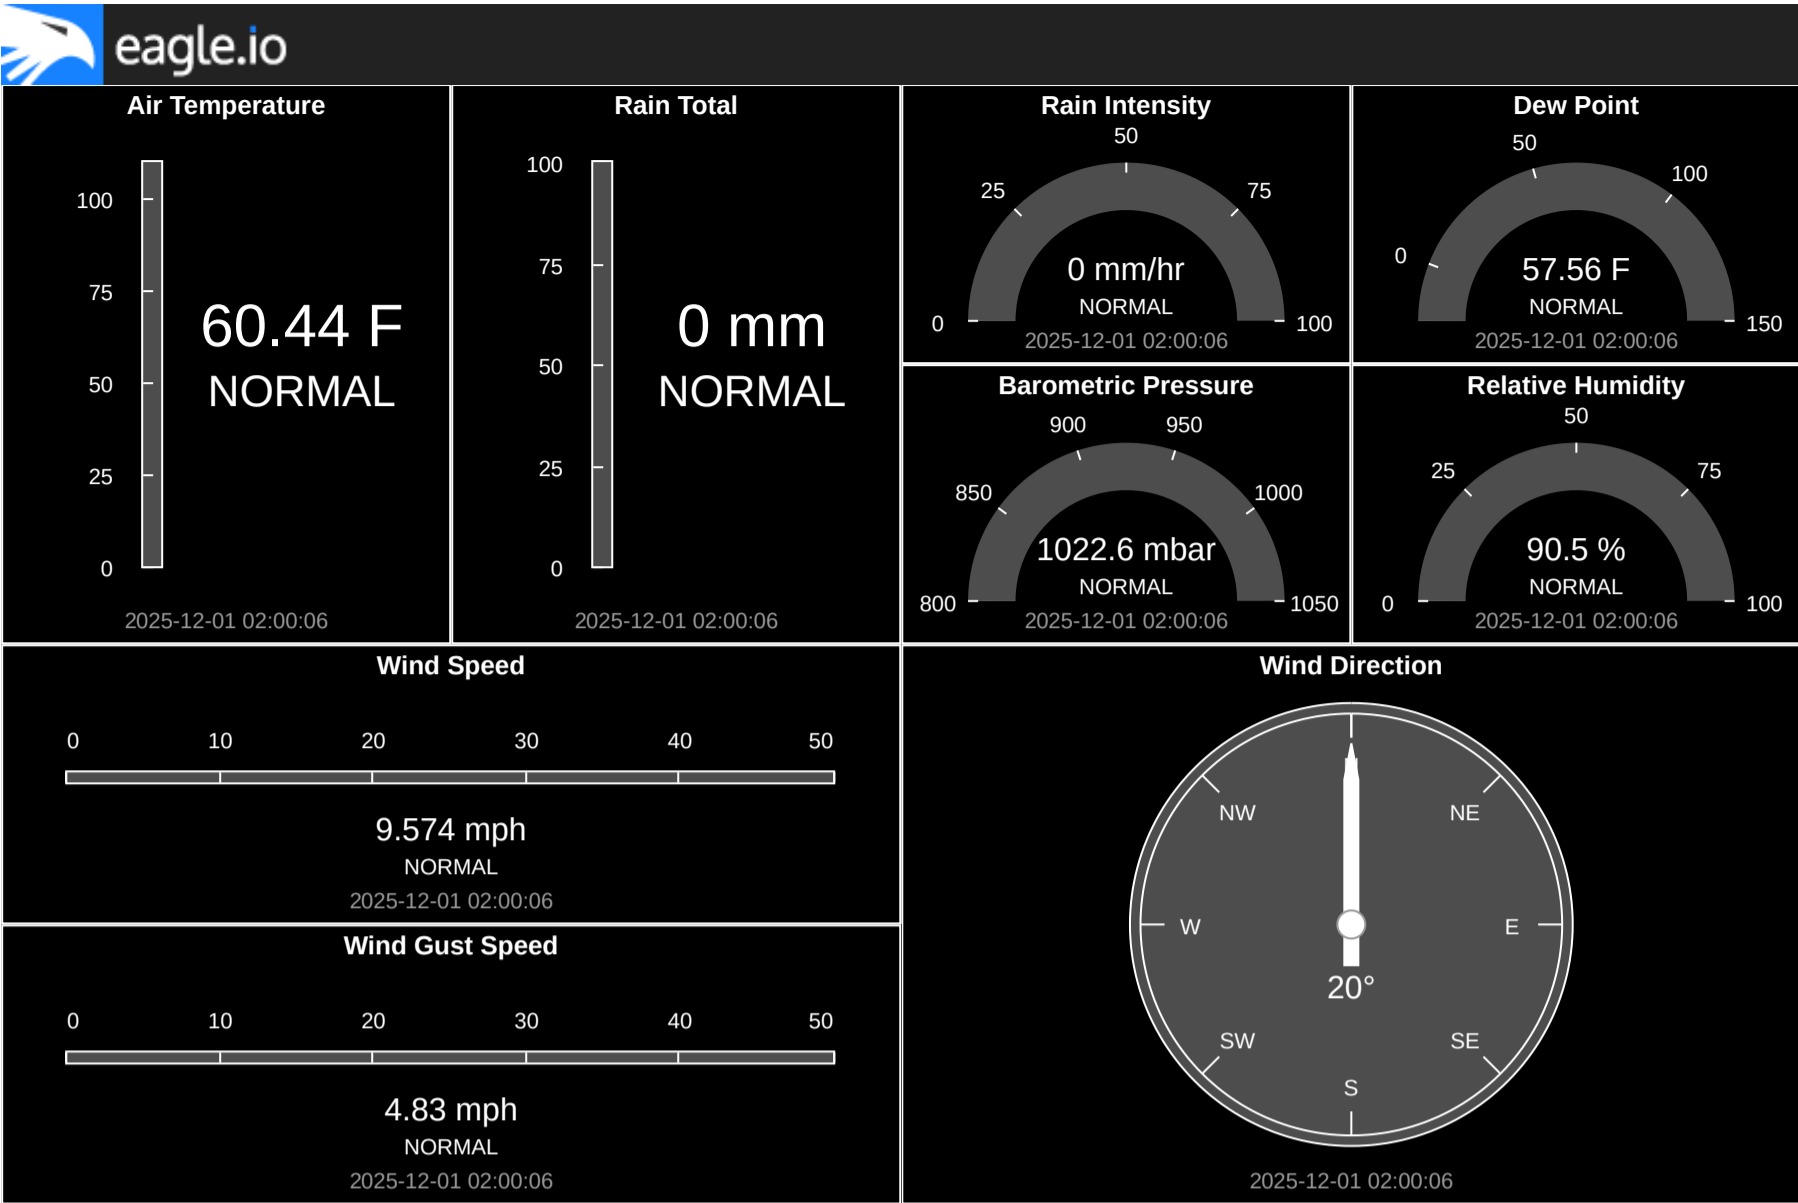 eagle.io
Air Temperature
100
75
50
25
0
60.44 F
NORMAL
2025-12-01 02:00:06
Rain Total
100
75
50
25
0
0 mm
NORMAL
2025-12-01 02:00:06
Rain Intensity
50
25
75
0
100
0 mm/hr
NORMAL
2025-12-01 02:00:06
Dew Point
50
100
0
150
57.56 F
NORMAL
2025-12-01 02:00:06
Barometric Pressure
900
950
850
1000
800
1050
1022.6 mbar
NORMAL
2025-12-01 02:00:06
Relative Humidity
50
25
75
0
100
90.5 %
NORMAL
2025-12-01 02:00:06
Wind Speed
0 10 20 30 40 50
9.574 mph
NORMAL
2025-12-01 02:00:06
Wind Gust Speed
0 10 20 30 40 50
4.83 mph
NORMAL
2025-12-01 02:00:06
Wind Direction
NW
NE
W
E
20°
SW
SE
S
2025-12-01 02:00:06